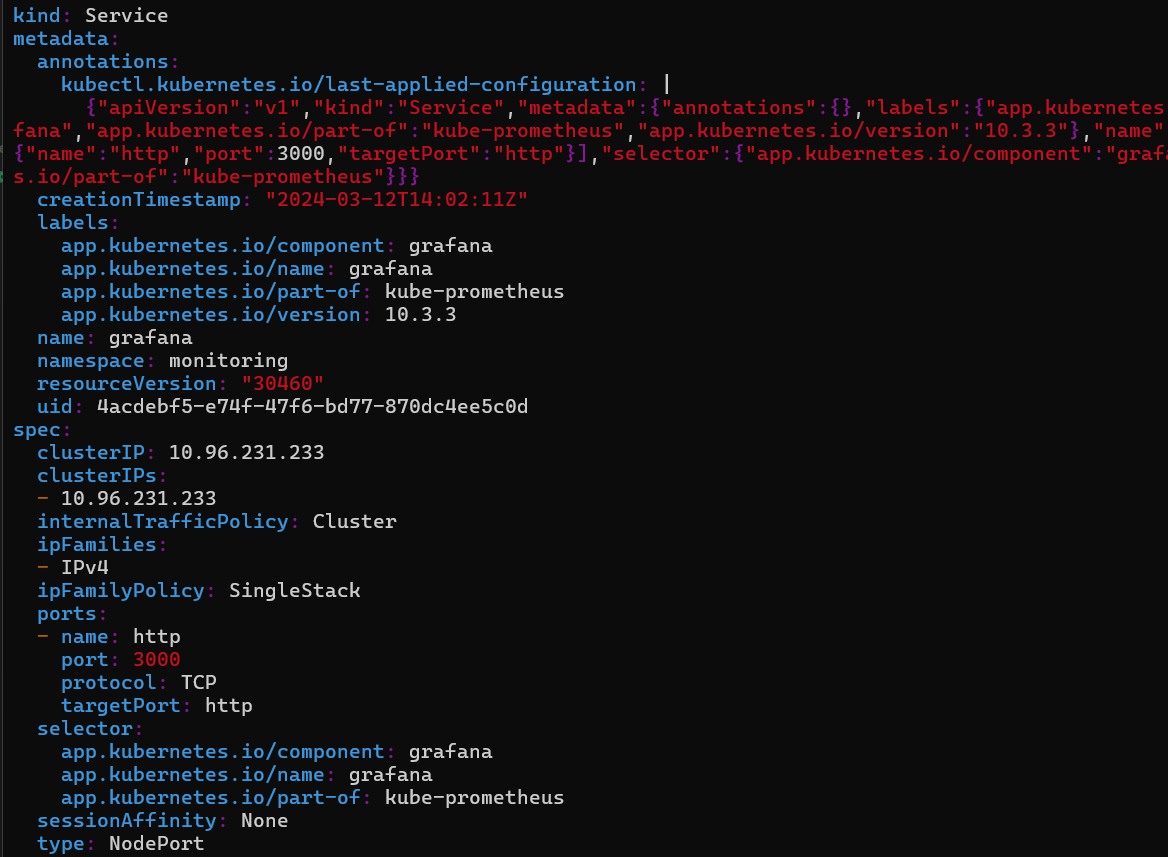 kind: Service
metadata:
  annotations:
    kubectl.kubernetes.io/last-applied-configuration: |
      {"apiVersion":"v1","kind":"Service","metadata":{"annotations":{},"labels":{"app.kubernetes
fana","app.kubernetes.io/part-of":"kube-prometheus","app.kubernetes.io/version":"10.3.3"},"name"
{"name":"http","port":3000,"targetPort":"http"}],"selector":{"app.kubernetes.io/component":"grafa
s.io/part-of":"kube-prometheus"}}}
  creationTimestamp: "2024-03-12T14:02:11Z"
  labels:
    app.kubernetes.io/component: grafana
    app.kubernetes.io/name: grafana
    app.kubernetes.io/part-of: kube-prometheus
    app.kubernetes.io/version: 10.3.3
  name: grafana
  namespace: monitoring
  resourceVersion: "30460"
  uid: 4acdebf5-e74f-47f6-bd77-870dc4ee5c0d
spec:
  clusterIP: 10.96.231.233
  clusterIPs:
  - 10.96.231.233
  internalTrafficPolicy: Cluster
  ipFamilies:
  - IPv4
  ipFamilyPolicy: SingleStack
  ports:
  - name: http
    port: 3000
    protocol: TCP
    targetPort: http
  selector:
    app.kubernetes.io/component: grafana
    app.kubernetes.io/name: grafana
    app.kubernetes.io/part-of: kube-prometheus
  sessionAffinity: None
  type: NodePort